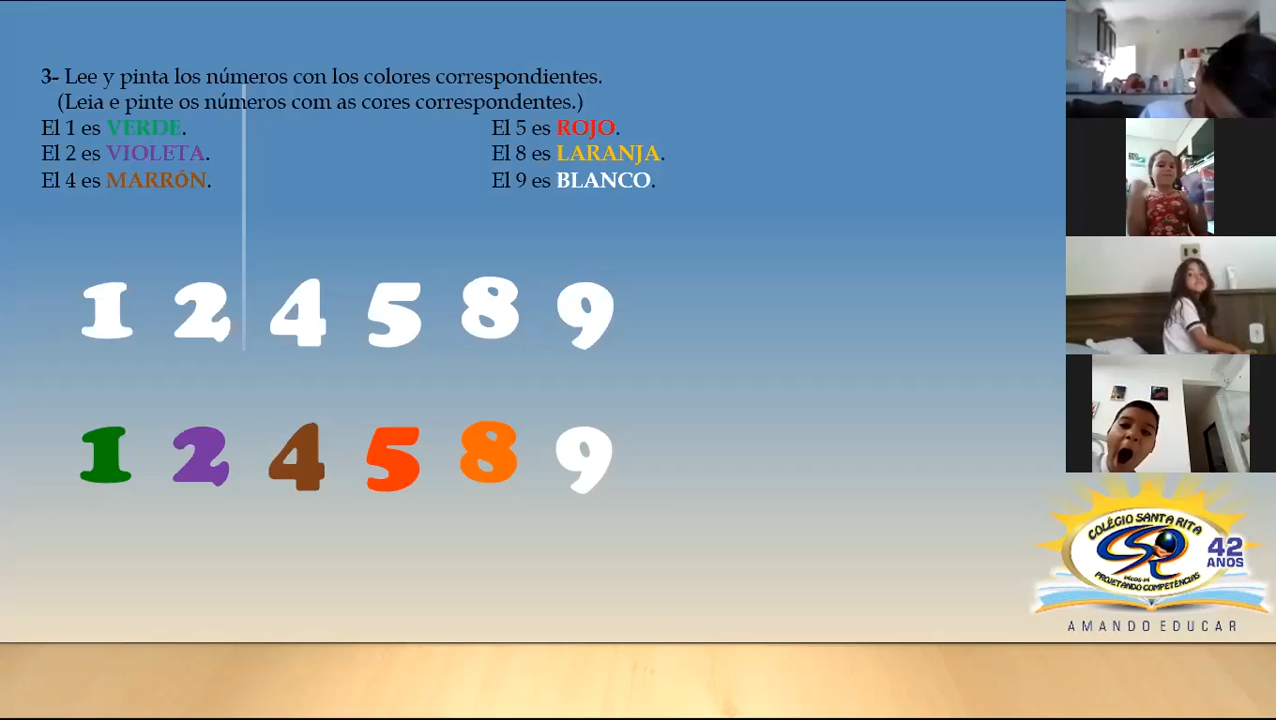 3- Lee y pinta los números con los colores correspondientes.
(Leia e pinte os números com as cores correspondentes.)
El 1 es VERDE.
El 2 es VIOLETA.
El 4 es MARRÓN.
El 5 es ROJO.
El 8 es LARANJA.
El 9 es BLANCO.
1 2 4 5 8 9
1 2 4 5 8 9
COLÉGIO SANTA RITA
PROJETANDO COMPETÊNCIAS
42
ANOS
AMANDO EDUCAR